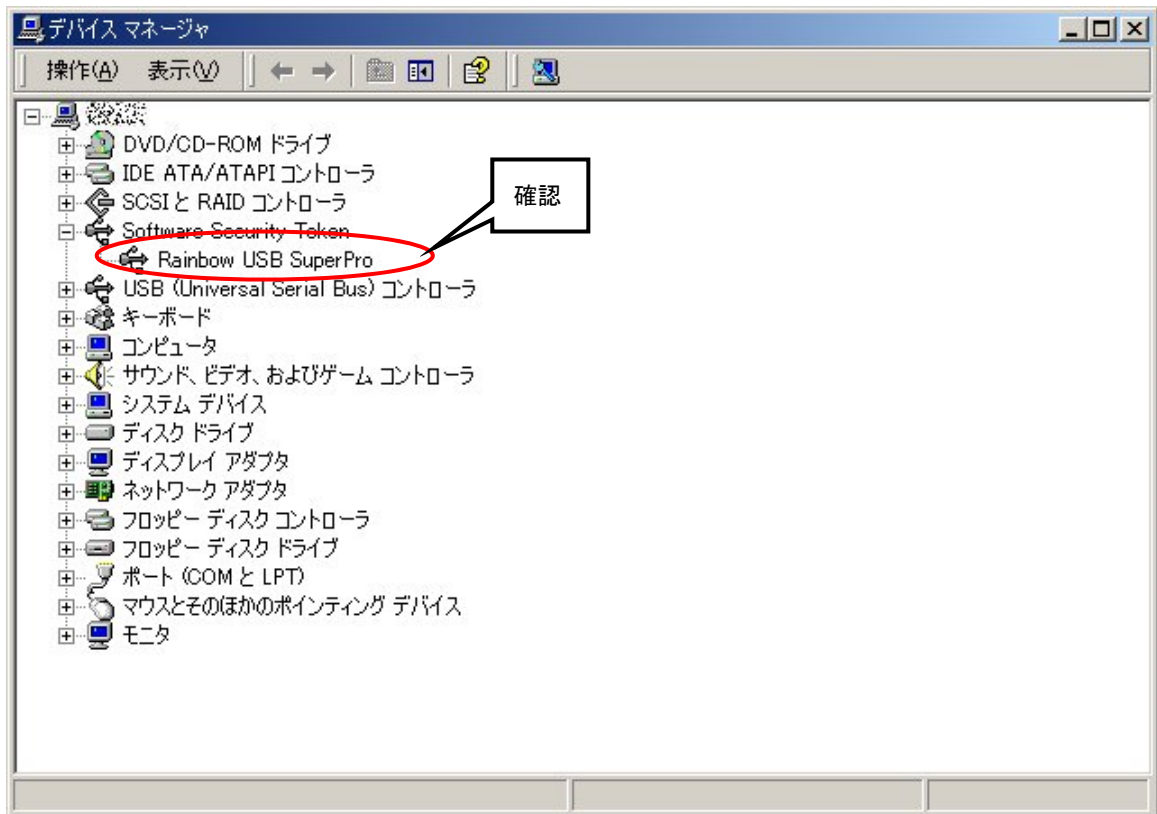 デバイス マネージャ
操作(A) 表示(V)
DVD/CD-ROM ドライブ
IDE ATA/ATAPI コントローラ
SCSI と RAID コントローラ
確認
Software Security Token
Rainbow USB SuperPro
USB (Universal Serial Bus) コントローラ
キーボード
コンピュータ
サウンド、ビデオ、およびゲーム コントローラ
システム デバイス
ディスク ドライブ
ディスプレイ アダプタ
ネットワーク アダプタ
フロッピー ディスク コントローラ
フロッピー ディスク ドライブ
ポート (COM と LPT)
マウスとそのほかのポインティング デバイス
モニタ